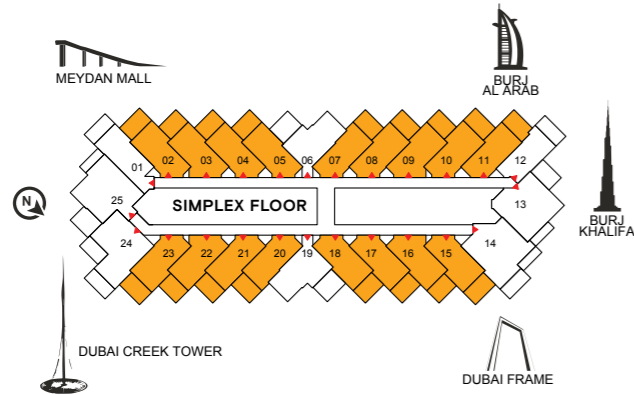 MEYDAN MALL
BURJ
AL ARAB
01 02 03 04 05 06 07 08 09 10 11 12
N
25
SIMPLEX FLOOR
13
BURJ
KHALIFA
24 23 22 21 20 19 18 17 16 15 14
DUBAI CREEK TOWER
DUBAI FRAME